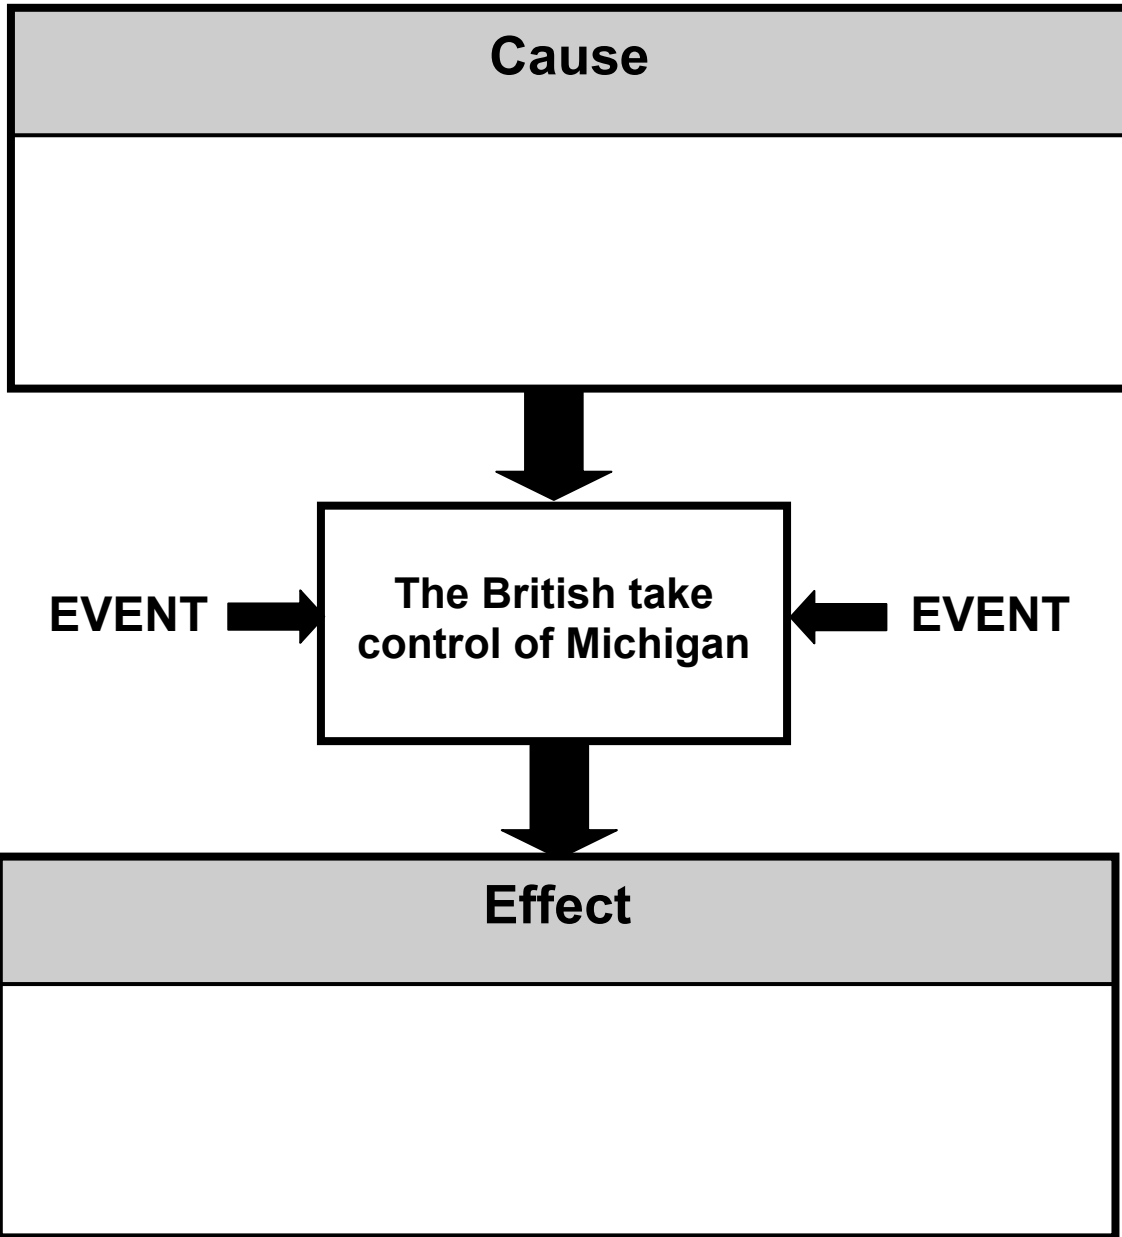 Cause
The British take
control of Michigan
EVENT
EVENT
Effect